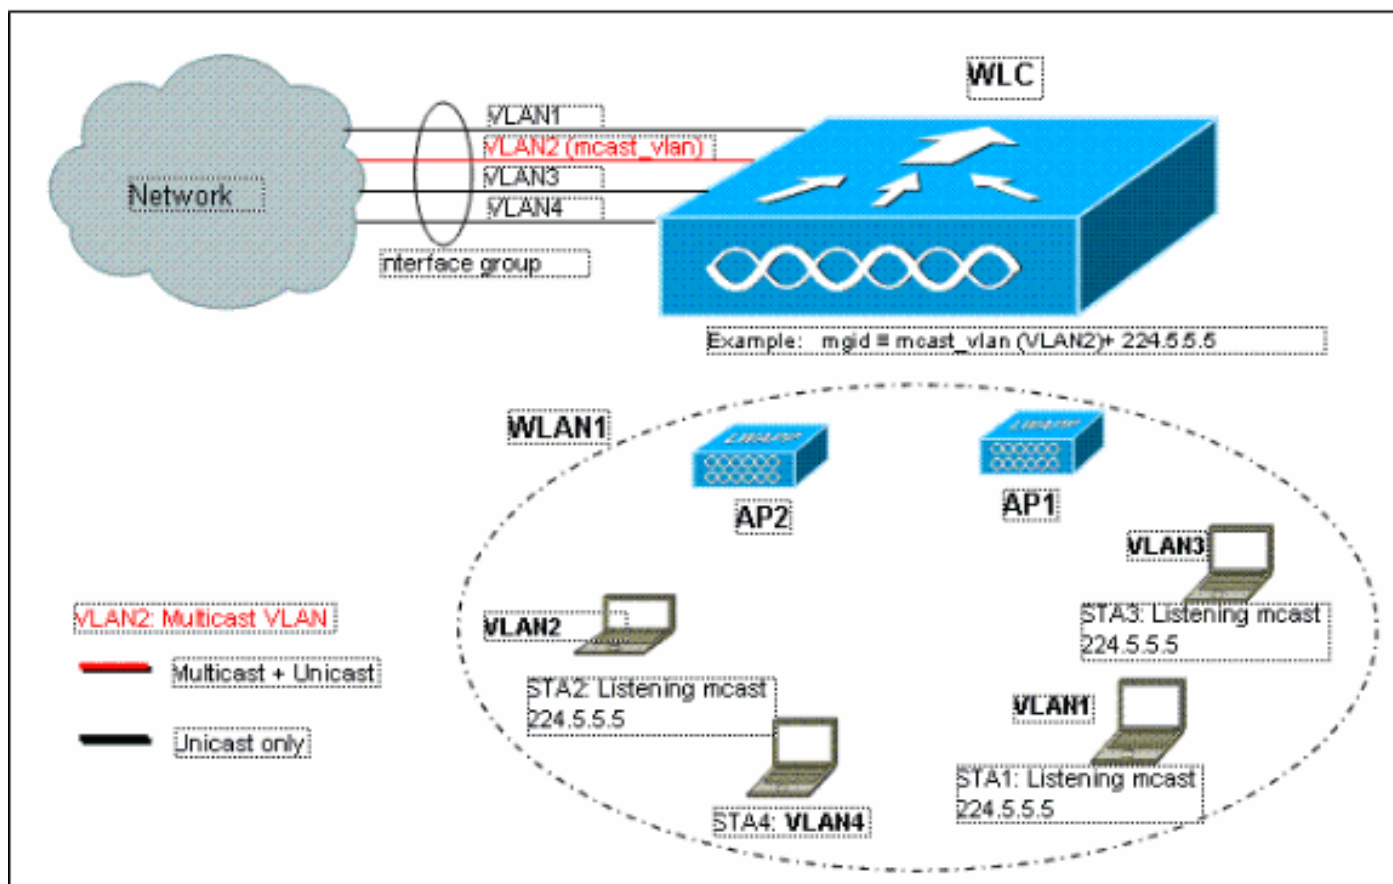 WLC
VLAN1
VLAN2 (mcast_vlan)
VLAN3
VLAN4
Network
Interface group
Example: mgid = mcast_vlan (VLAN2)+ 224.5.5.5
WLAN1
LWAPP
LWAPP
AP2
AP1
VLAN3
STA3: Listening mcast
224.5.5.5
VLAN2
STA2: Listening mcast
224.5.5.5
VLAN1
STA1: Listening mcast
224.5.5.5
STA4: VLAN4
VLAN2: Multicast VLAN
Multicast + Unicast
Unicast only